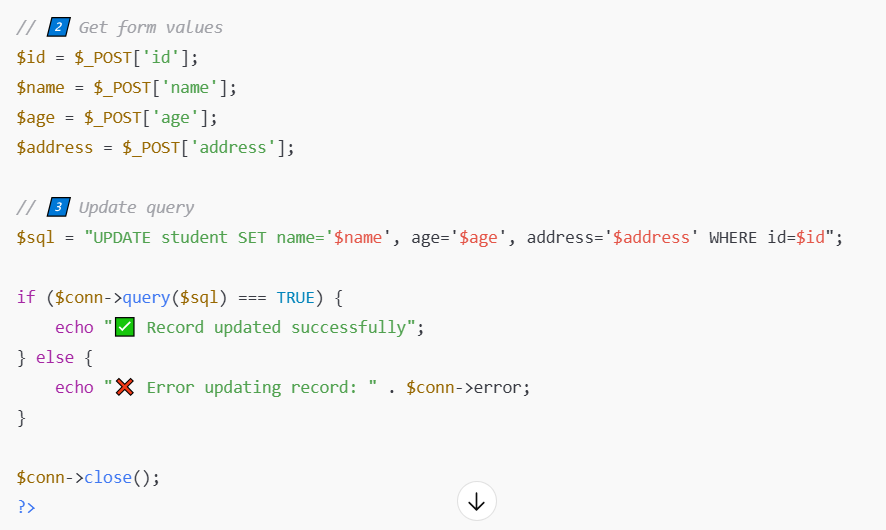 // 2️⃣ Get form values
$id = $_POST['id'];
$name = $_POST['name'];
$age = $_POST['age'];
$address = $_POST['address'];
// 3️⃣ Update query
$sql = "UPDATE student SET name='$name', age='$age', address='$address' WHERE id=$id";
if ($conn->query($sql) === TRUE) {
    echo "✅ Record updated successfully";
} else {
    echo "❌ Error updating record: " . $conn->error;
}
$conn->close();
?>